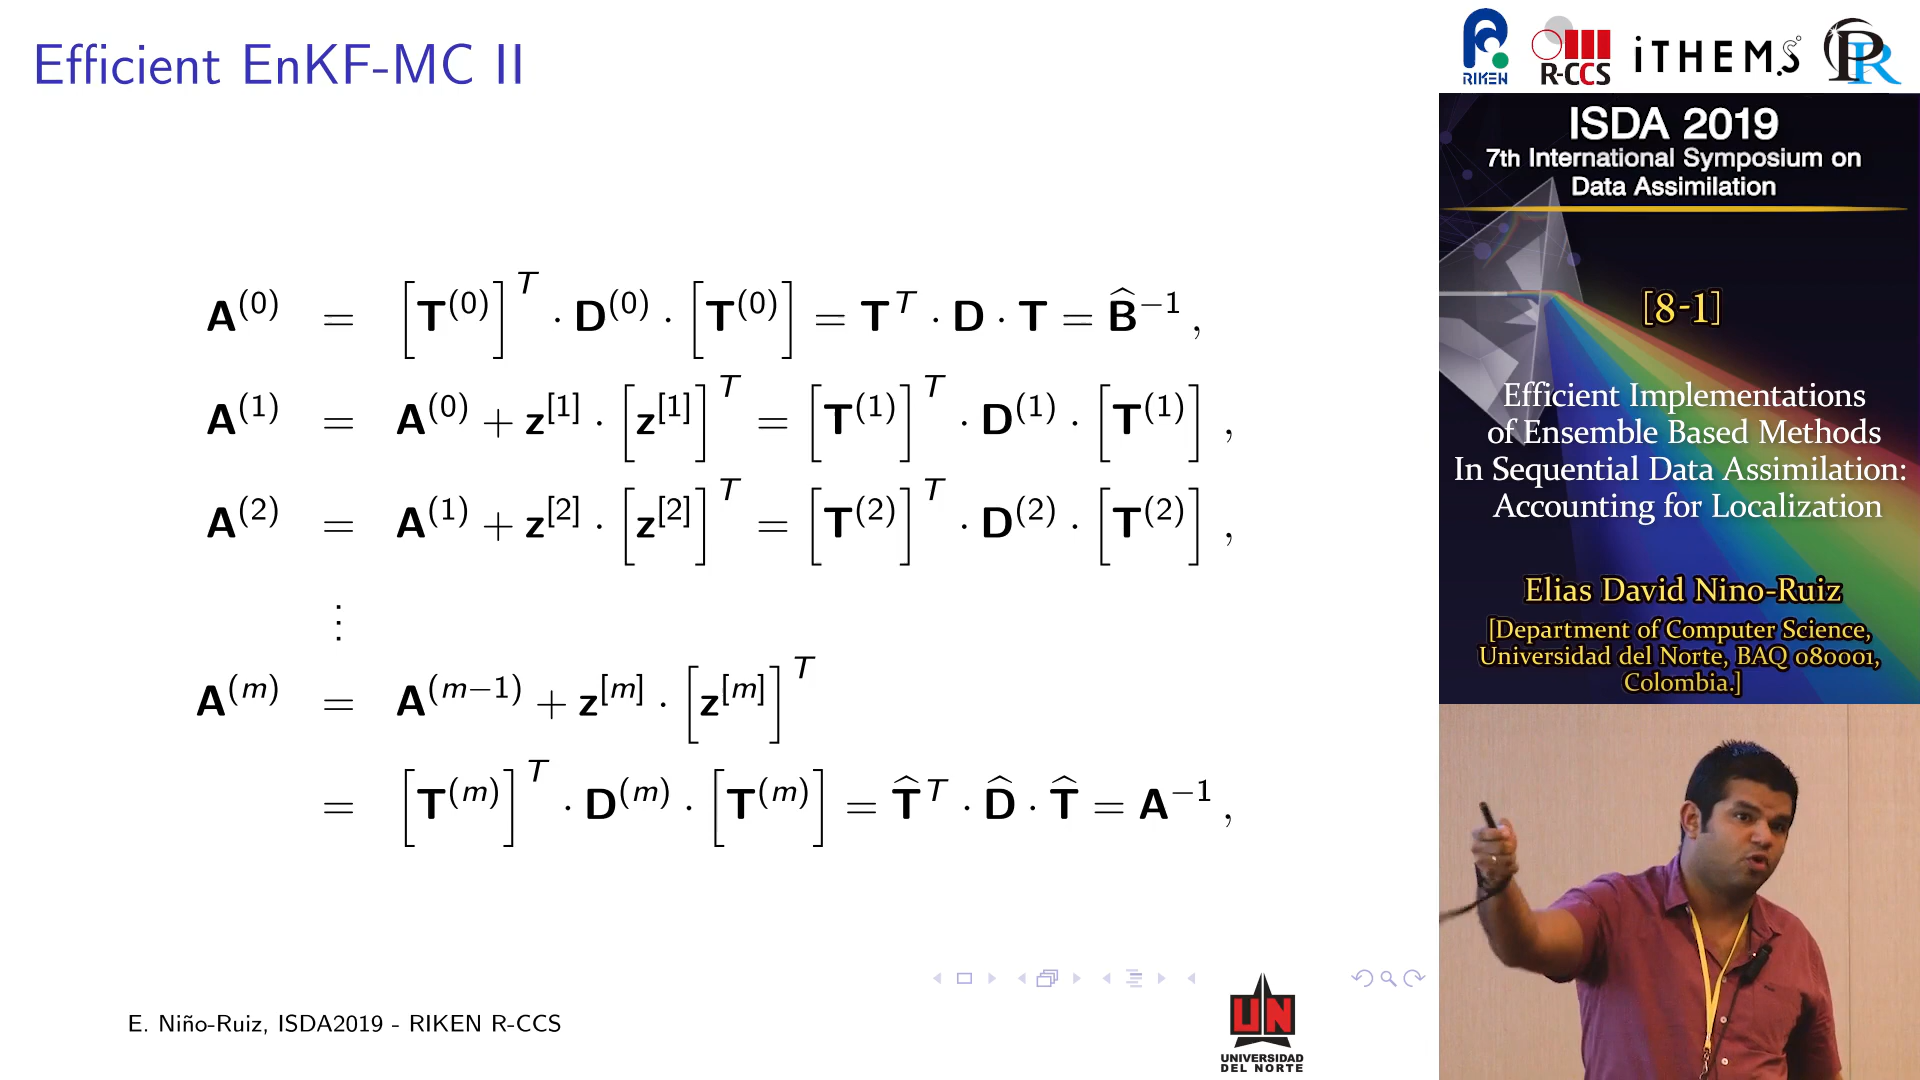 Efficient EnKF-MC II
A^(0) = [T^(0)]^T · D^(0) · [T^(0)] = T^T · D · T = B̂^−1 ,
A^(1) = A^(0) + z^[1] · [z^[1]]^T = [T^(1)]^T · D^(1) · [T^(1)] ,
A^(2) = A^(1) + z^[2] · [z^[2]]^T = [T^(2)]^T · D^(2) · [T^(2)] ,
⋮
A^(m) = A^(m−1) + z^[m] · [z^[m]]^T
= [T^(m)]^T · D^(m) · [T^(m)] = T̂^T · D̂ · T̂ = A^−1 ,
E. Niño-Ruiz, ISDA2019 - RIKEN R-CCS
UN
UNIVERSIDAD
DEL NORTE
RIKEN
R-CCS
iTHEMS
PR
ISDA 2019
7th International Symposium on
Data Assimilation
[8-1]
Efficient Implementations
of Ensemble Based Methods
In Sequential Data Assimilation:
Accounting for Localization
Elias David Nino-Ruiz
[Department of Computer Science,
Universidad del Norte, BAQ 080001,
Colombia.]